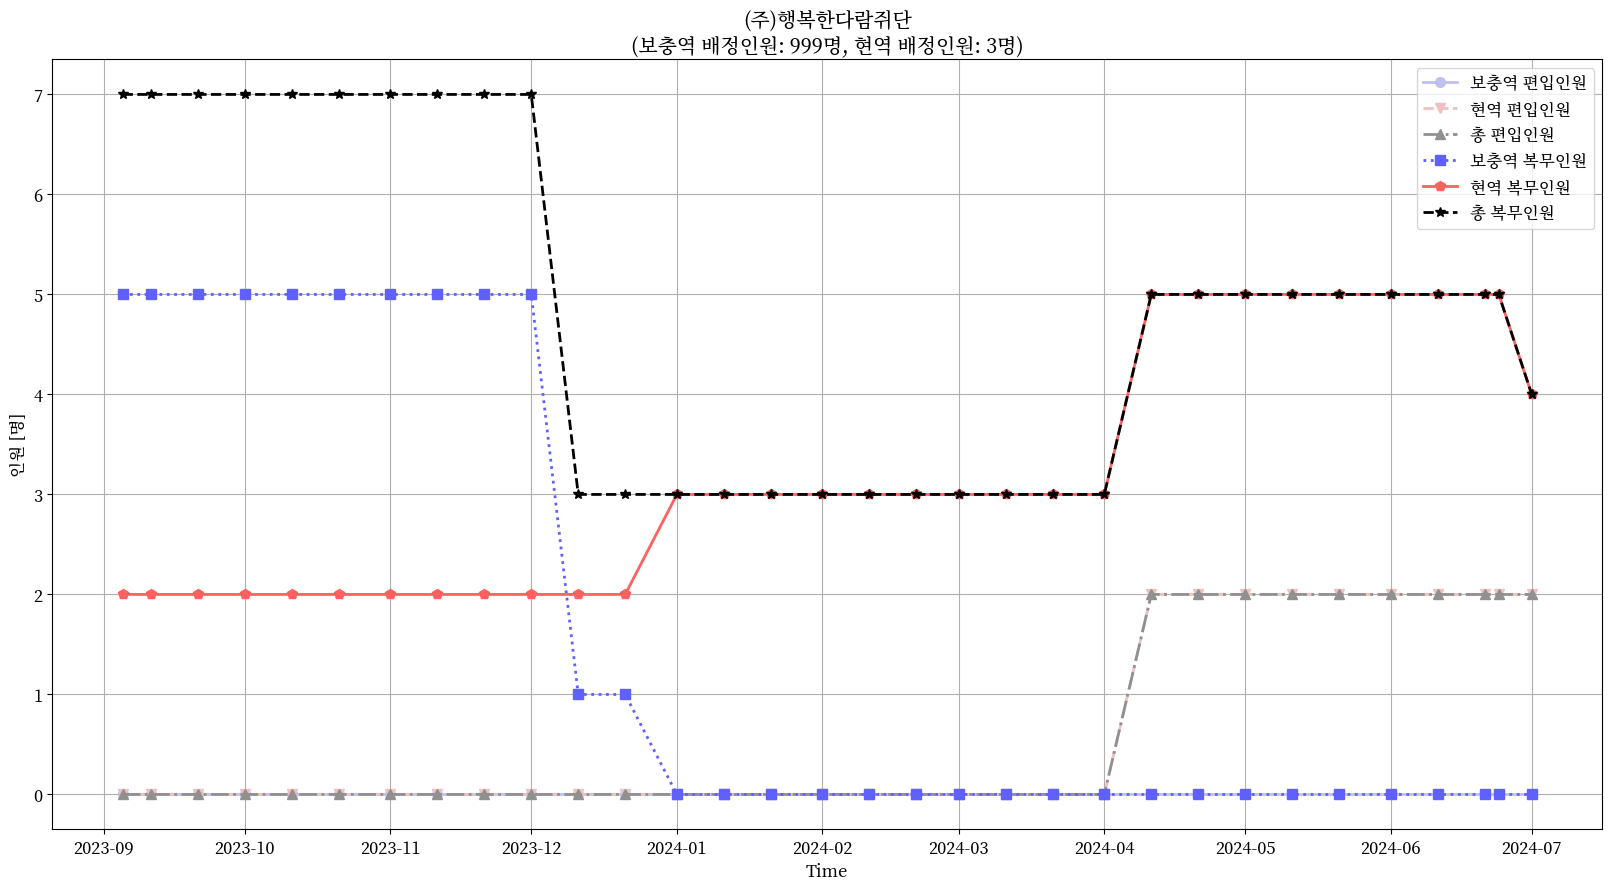 (주)행복한다람쥐단
(보충역 배정인원: 999명, 현역 배정인원: 3명)
보충역 편입인원
현역 편입인원
총 편입인원
보충역 복무인원
현역 복무인원
총 복무인원
인원 [명]
7
6
5
4
3
2
1
0
2023-09
2023-10
2023-11
2023-12
2024-01
2024-02
2024-03
2024-04
2024-05
2024-06
2024-07
Time